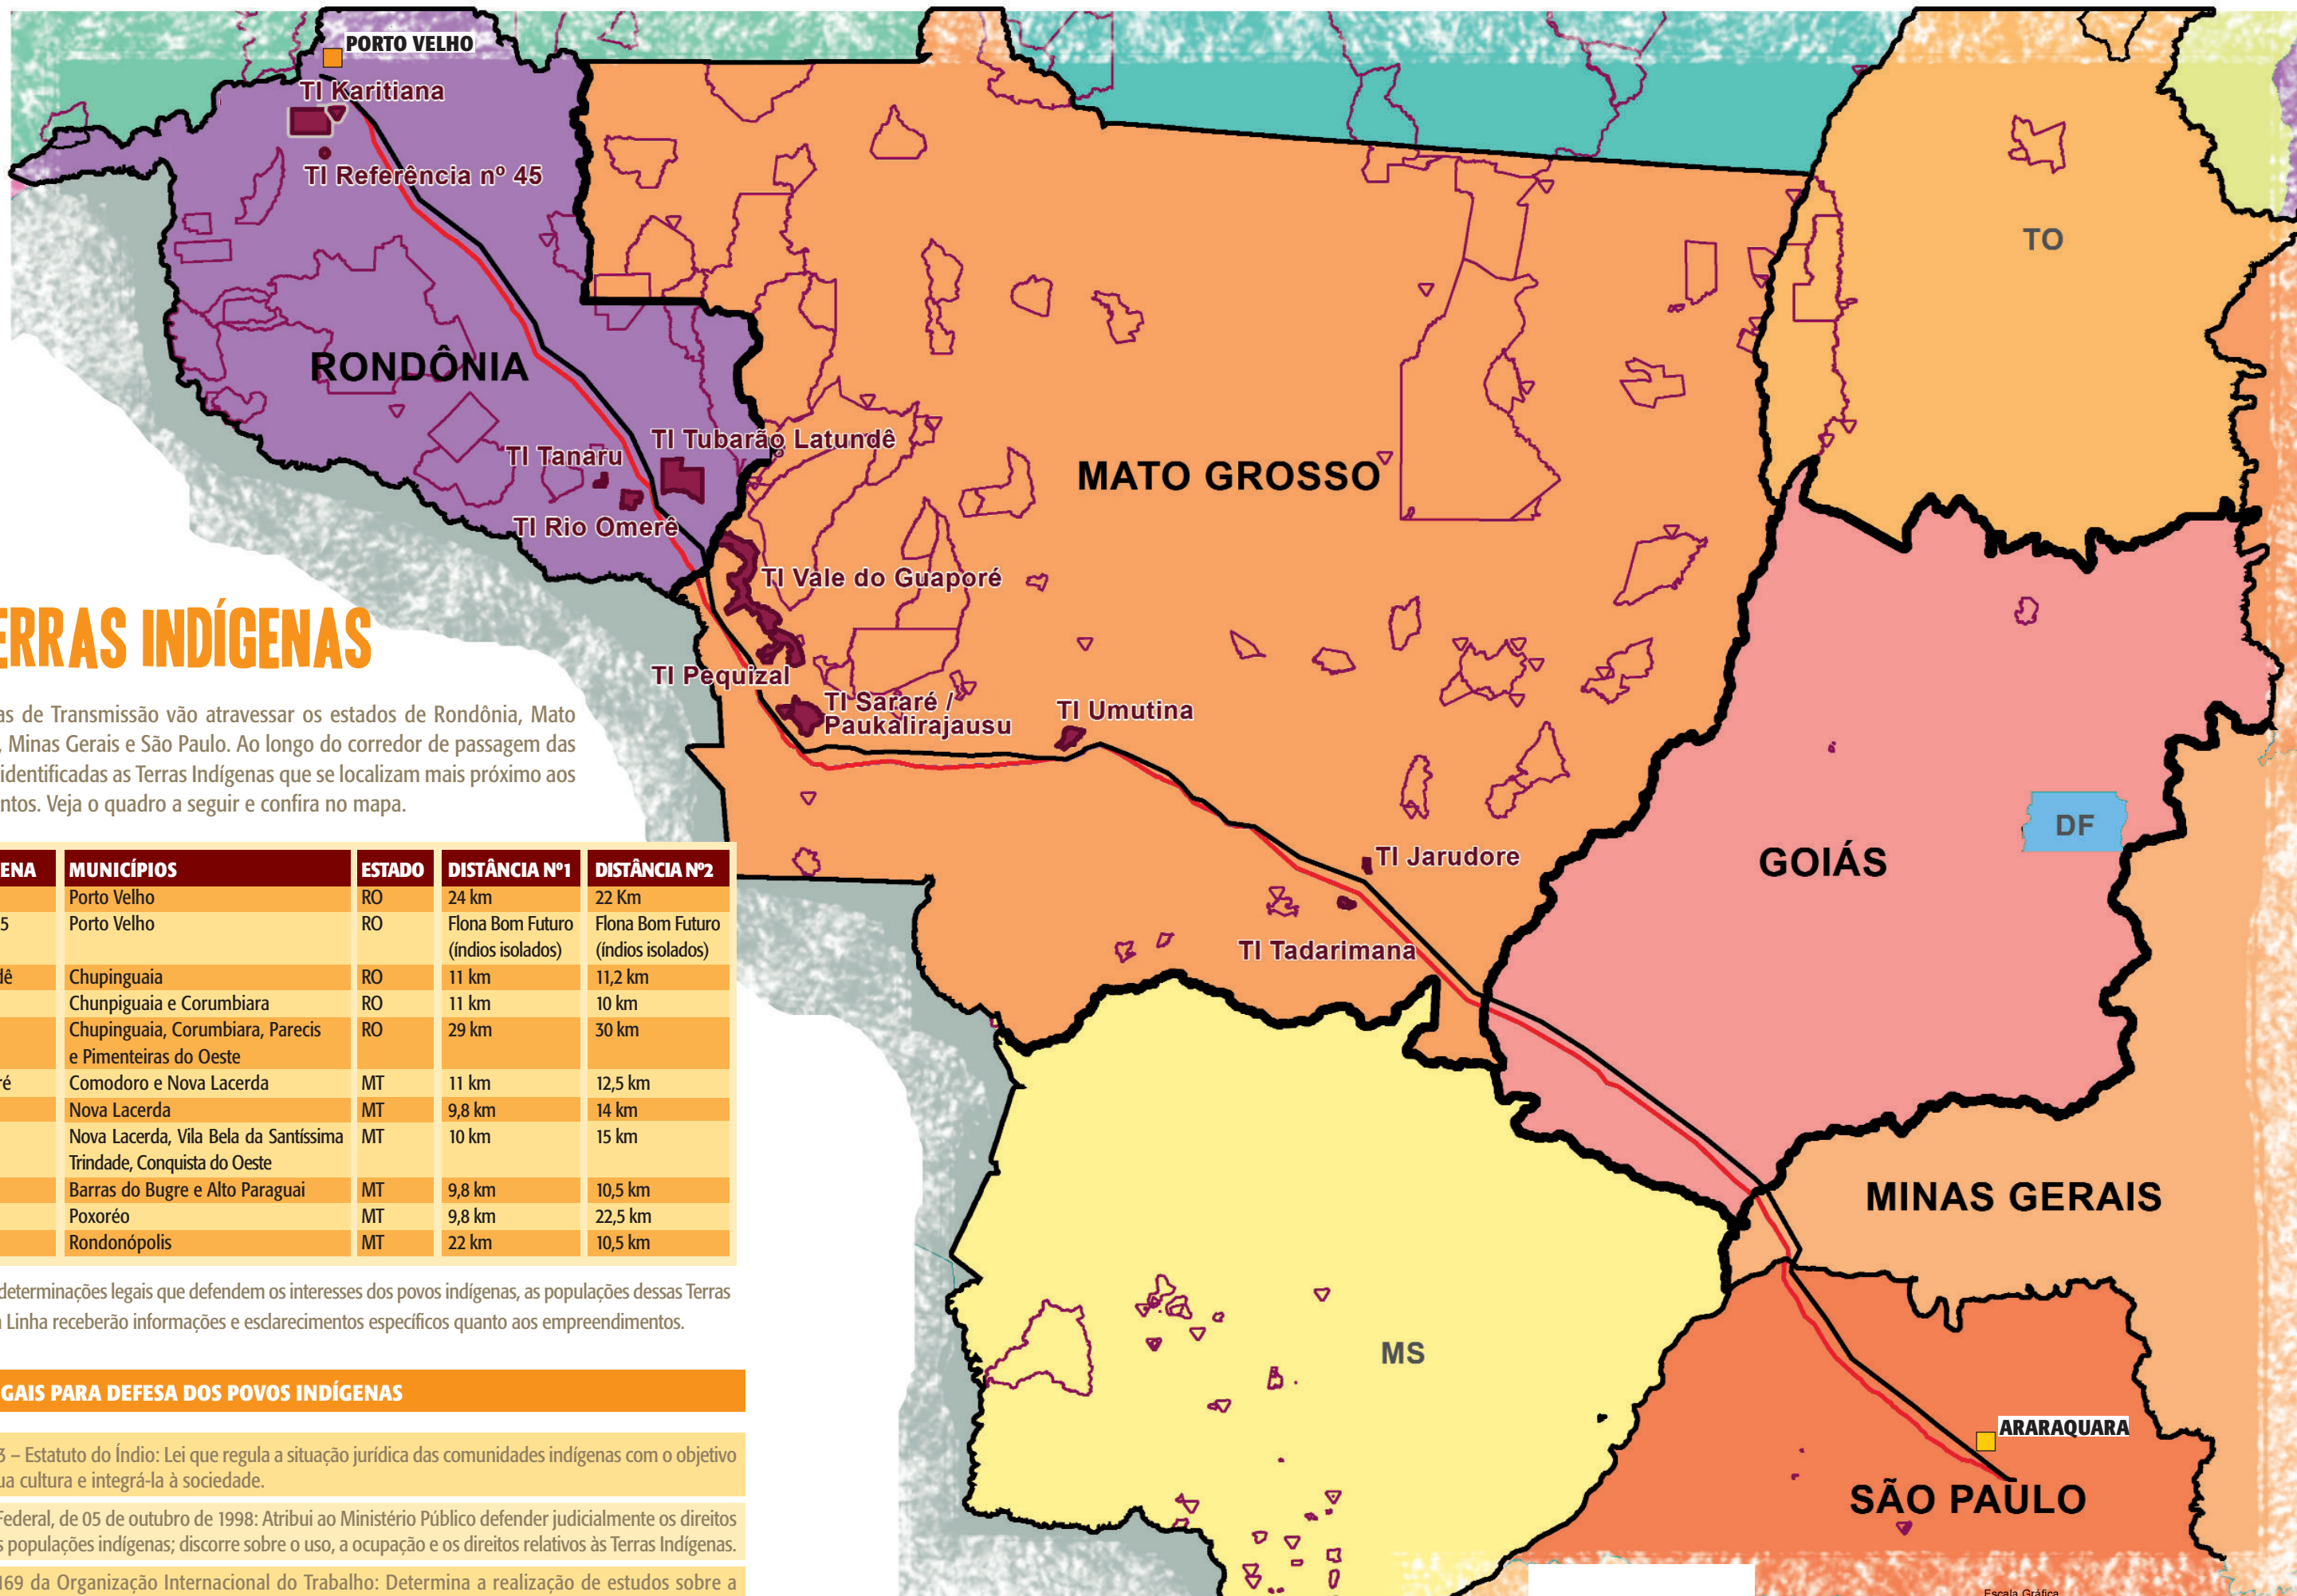 PORTO VELHO
TI Karitiana
TI Referência nº 45
TO
RONDÔNIA
TI Tubarão Latundê
TI Tanaru
MATO GROSSO
TI Rio Omerê
TI Vale do Guaporé
TI Pequizal
TI Sararé /
Paukalirajausu
TI Umutina
TI Jarudore
TI Tadarimana
GOIÁS
DF
MINAS GERAIS
MS
ARARAQUARA
SÃO PAULO
Escala Gráfica
ERRAS INDÍGENAS
as de Transmissão vão atravessar os estados de Rondônia, Mato
, Minas Gerais e São Paulo. Ao longo do corredor de passagem das
identificadas as Terras Indígenas que se localizam mais próximo aos
ntos. Veja o quadro a seguir e confira no mapa.
ENA MUNICÍPIOS ESTADO DISTÂNCIA Nº1 DISTÂNCIA Nº2
Porto Velho RO 24 km 22 Km
5 Porto Velho RO Flona Bom Futuro Flona Bom Futuro
(índios isolados) (índios isolados)
dê Chupinguaia RO 11 km 11,2 km
Chunpiguaia e Corumbiara RO 11 km 10 km
Chupinguaia, Corumbiara, Parecis RO 29 km 30 km
e Pimenteiras do Oeste
ré Comodoro e Nova Lacerda MT 11 km 12,5 km
Nova Lacerda MT 9,8 km 14 km
Nova Lacerda, Vila Bela da Santíssima MT 10 km 15 km
Trindade, Conquista do Oeste
Barras do Bugre e Alto Paraguai MT 9,8 km 10,5 km
Poxoréo MT 9,8 km 22,5 km
Rondonópolis MT 22 km 10,5 km
determinações legais que defendem os interesses dos povos indígenas, as populações dessas Terras
a Linha receberão informações e esclarecimentos específicos quanto aos empreendimentos.
GAIS PARA DEFESA DOS POVOS INDÍGENAS
3 – Estatuto do Índio: Lei que regula a situação jurídica das comunidades indígenas com o objetivo
ua cultura e integrá-la à sociedade.
Federal, de 05 de outubro de 1998: Atribui ao Ministério Público defender judicialmente os direitos
s populações indígenas; discorre sobre o uso, a ocupação e os direitos relativos às Terras Indígenas.
169 da Organização Internacional do Trabalho: Determina a realização de estudos sobre a